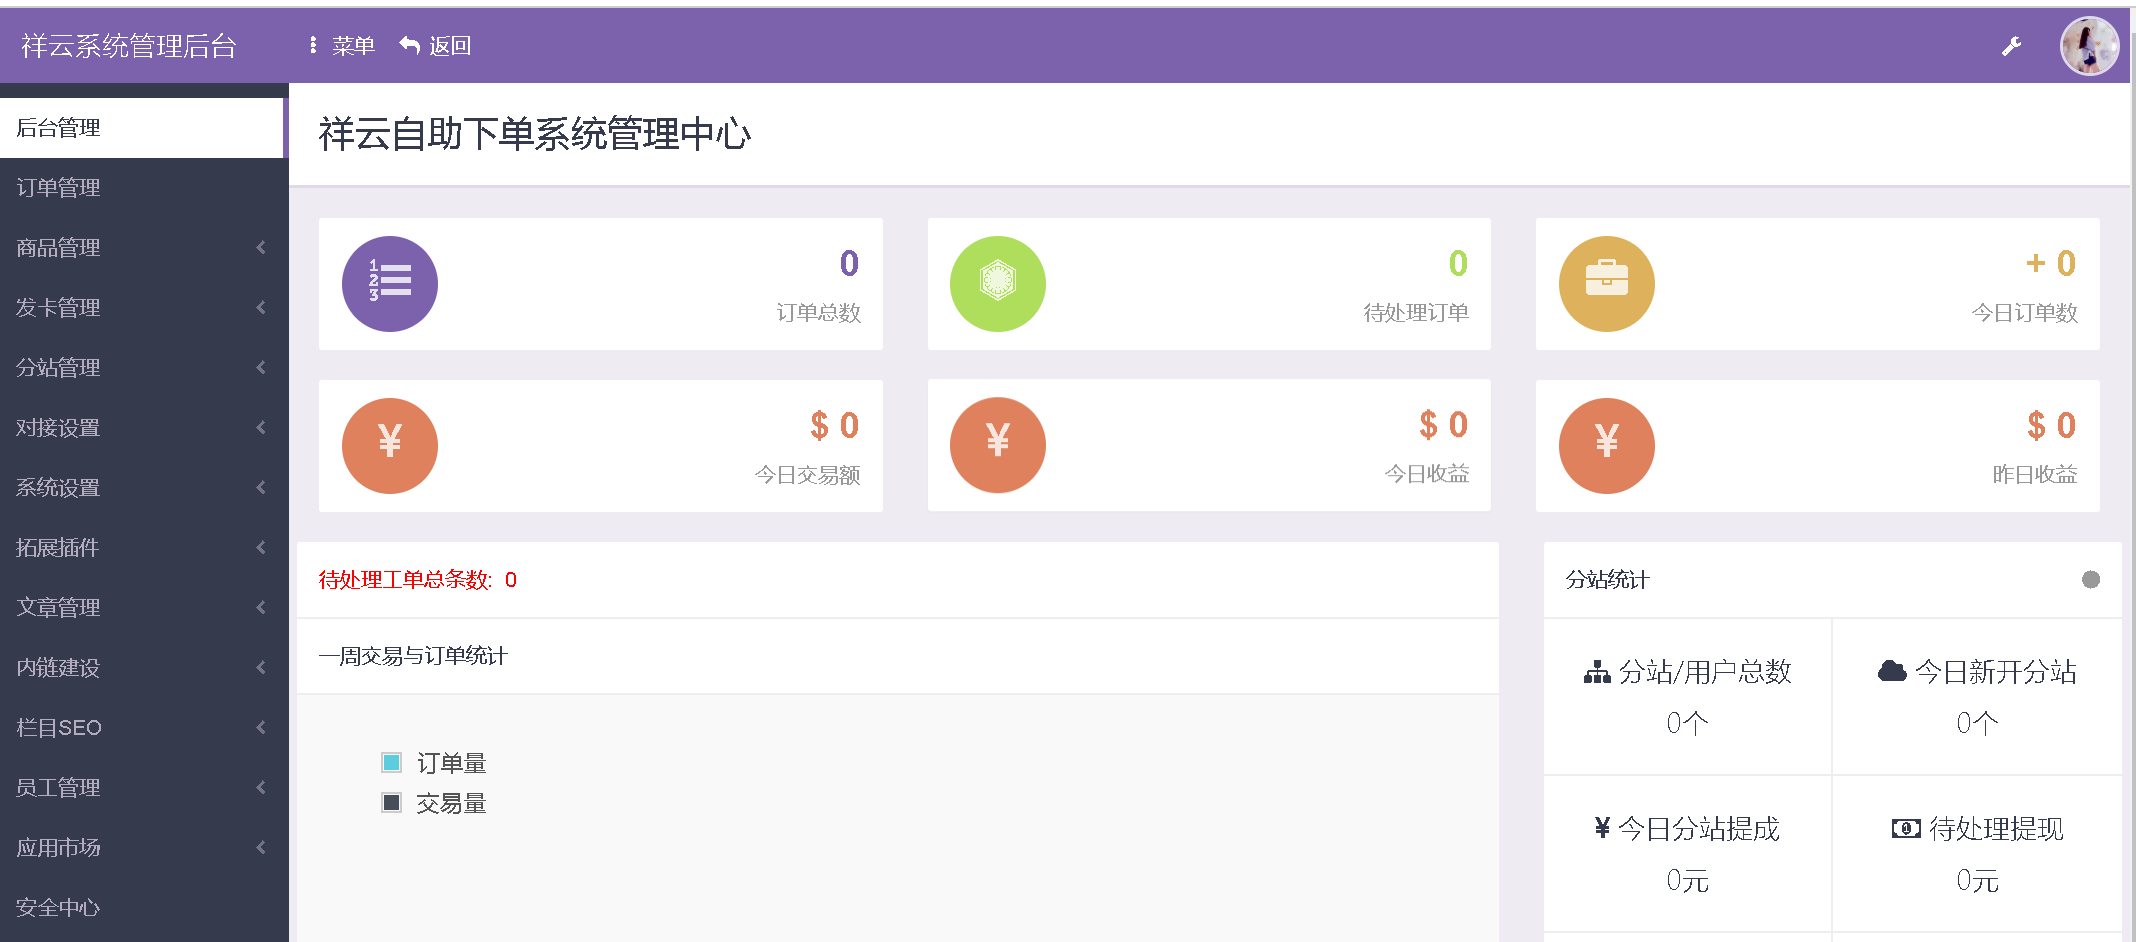 祥云系统管理后台
菜单 返回
后台管理
订单管理
商品管理
发卡管理
分站管理
对接设置
系统设置
拓展插件
文章管理
内链建设
栏目SEO
员工管理
应用市场
安全中心
祥云自助下单系统管理中心
0
订单总数
0
待处理订单
+ 0
今日订单数
¥
$ 0
今日交易额
¥
$ 0
今日收益
¥
$ 0
昨日收益
待处理工单总条数: 0
一周交易与订单统计
订单量
交易量
分站统计
分站/用户总数
0个
今日新开分站
0个
¥ 今日分站提成
0元
待处理提现
0元